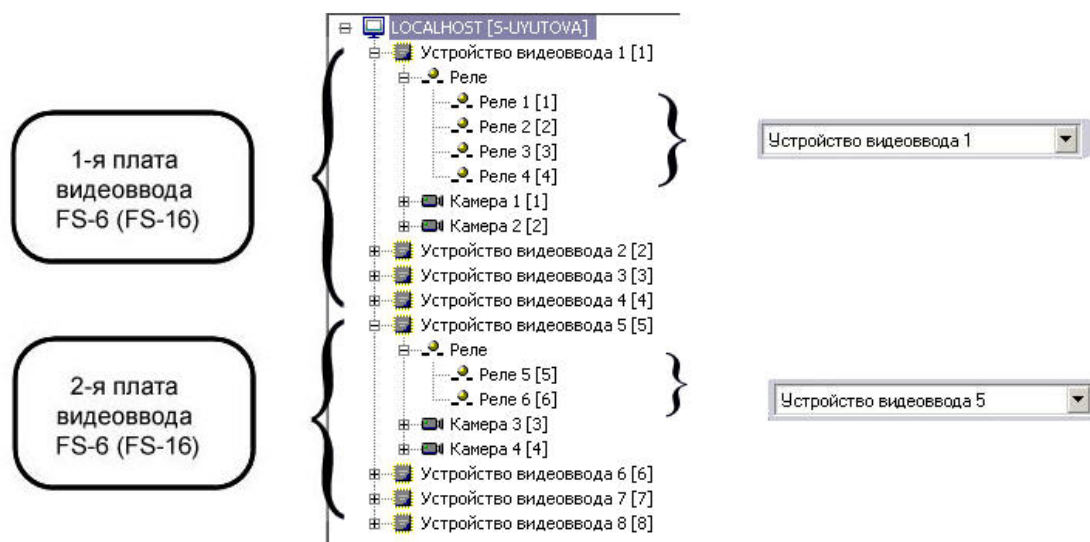 LOCALHOST [S-UYUTOVA]
Устройство видеоввода 1 [1]
Реле
Реле 1 [1]
Реле 2 [2]
Реле 3 [3]
Реле 4 [4]
Камера 1 [1]
Камера 2 [2]
Устройство видеоввода 2 [2]
Устройство видеоввода 3 [3]
Устройство видеоввода 4 [4]
Устройство видеоввода 5 [5]
Реле
Реле 5 [5]
Реле 6 [6]
Камера 3 [3]
Камера 4 [4]
Устройство видеоввода 6 [6]
Устройство видеоввода 7 [7]
Устройство видеоввода 8 [8]
1-я плата
видеоввода
FS-6 (FS-16)
2-я плата
видеоввода
FS-6 (FS-16)
Устройство видеоввода 1
Устройство видеоввода 5